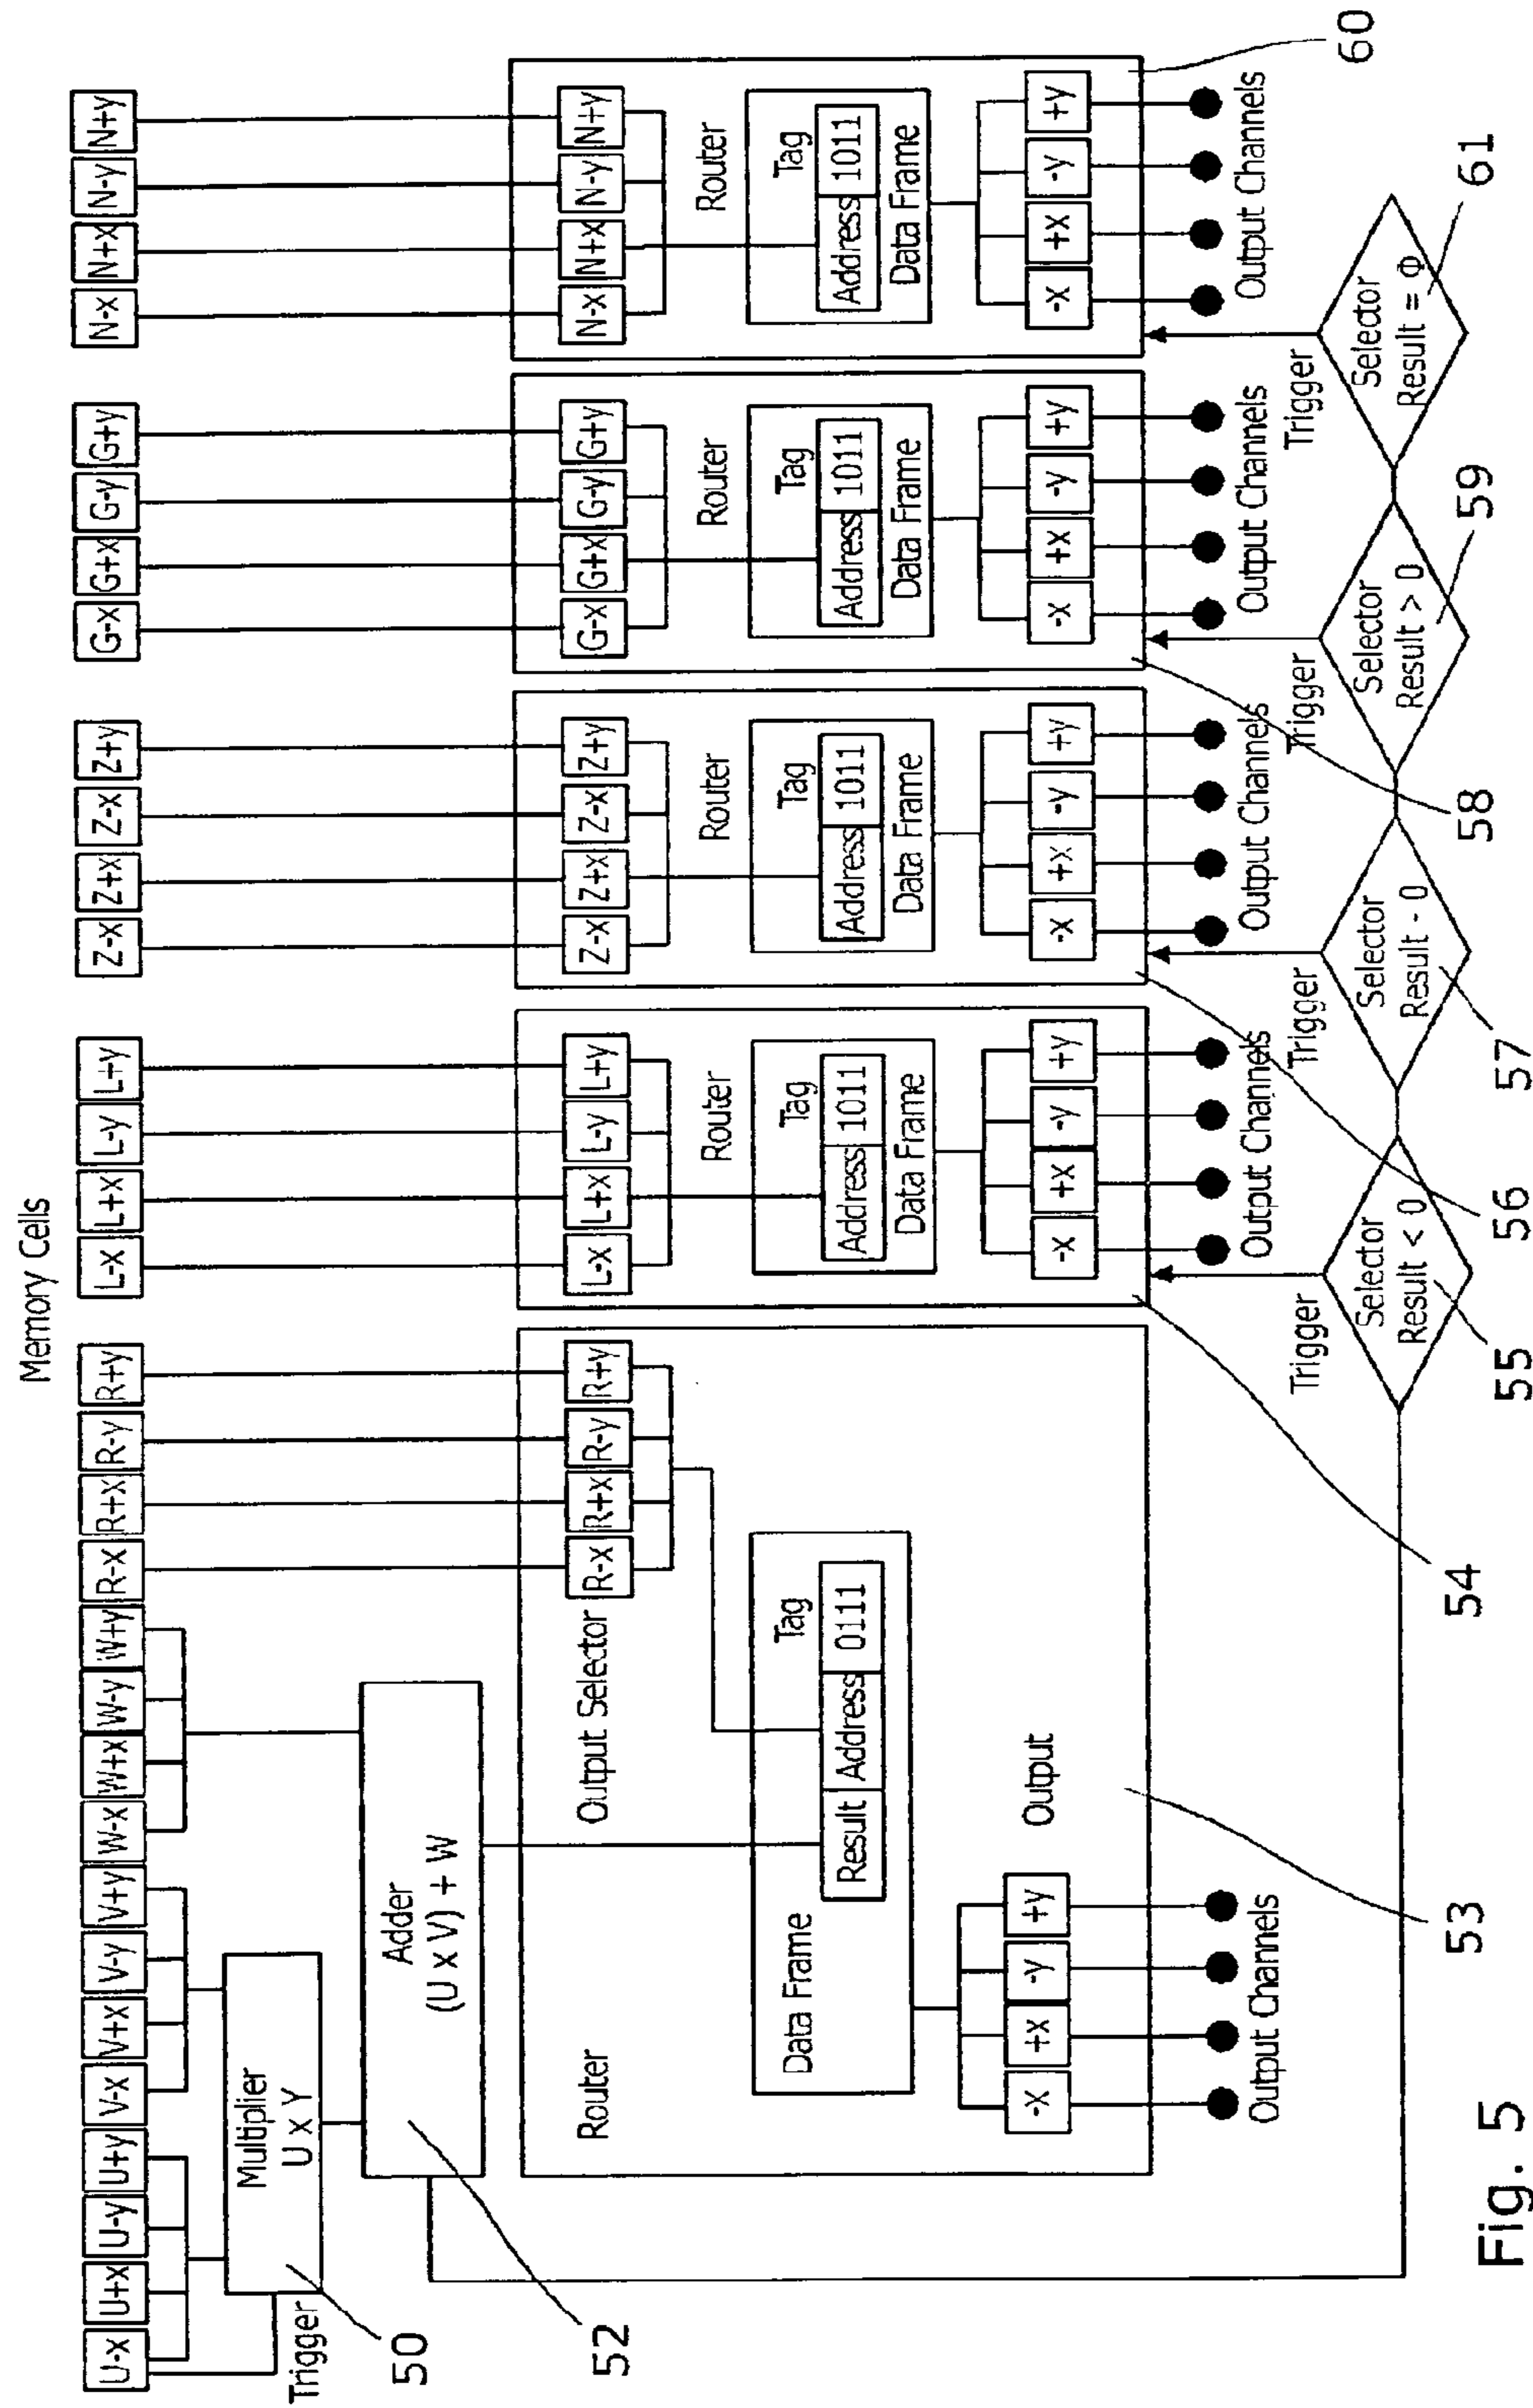 Memory Cells
U-x U+x U-y U+y V-x V+x V-y V+y W-x W+x W-y W+y R-x R+x R-y R+y L-x L+x L-y L+y Z-x Z+x Z-x Z+y G-x G+x G-y G+y N-x N+x N-y N+y
Trigger
Multiplier
U x Y
50
Adder
(U x V) + W
52
Router
Output Selector
R-x R+x R-y R+y
Data Frame
Tag
Result Address 0111
Output
-x +x -y +y
Output Channels
53
L-x L+x L-y L+y
Router
Tag
Address 1011
Data Frame
-x +x -y +y
Output Channels
54
Z-x Z+x Z-x Z+y
Router
Tag
Address 1011
Data Frame
-x +x -y +y
Output Channels
56
G-x G+x G-y G+y
Router
Tag
Address 1011
Data Frame
-x +x -y +y
Output Channels
58
N-x N+x N-y N+y
Router
Tag
Address 1011
Data Frame
-x +x -y +y
Output Channels
60
Trigger
Selector
Result < 0
55
Trigger
Selector
Result - 0
57
Trigger
Selector
Result > 0
59
Trigger
Selector
Result = Φ
61
Fig. 5